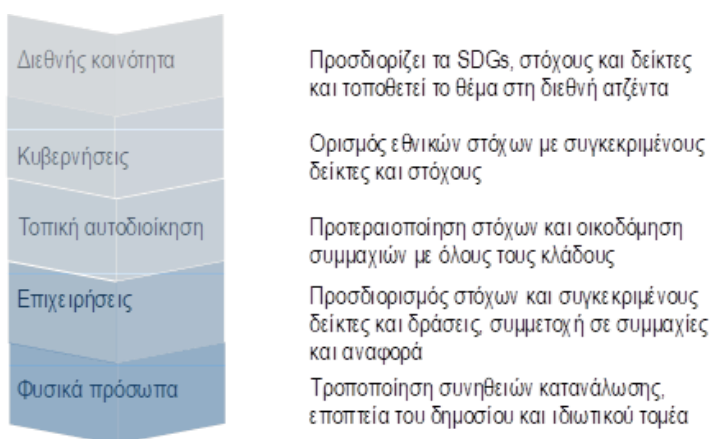 Διεθνής κοινότητα
Προσδιορίζει τα SDGs, στόχους και δείκτες
και τοποθετεί το θέμα στη διεθνή ατζέντα
Κυβερνήσεις
Ορισμός εθνικών στόχων με συγκεκριμένους
δείκτες και στόχους
Τοπική αυτοδιοίκηση
Προτεραιοποίηση στόχων και οικοδόμηση
συμμαχιών με όλους τους κλάδους
Επιχειρήσεις
Προσδιορισμός στόχων και συγκεκριμένους
δείκτες και δράσεις, συμμετοχή σε συμμαχίες
και αναφορά
Φυσικά πρόσωπα
Τροποποίηση συνηθειών κατανάλωσης,
εποπτεία του δημοσίου και ιδιωτικού τομέα